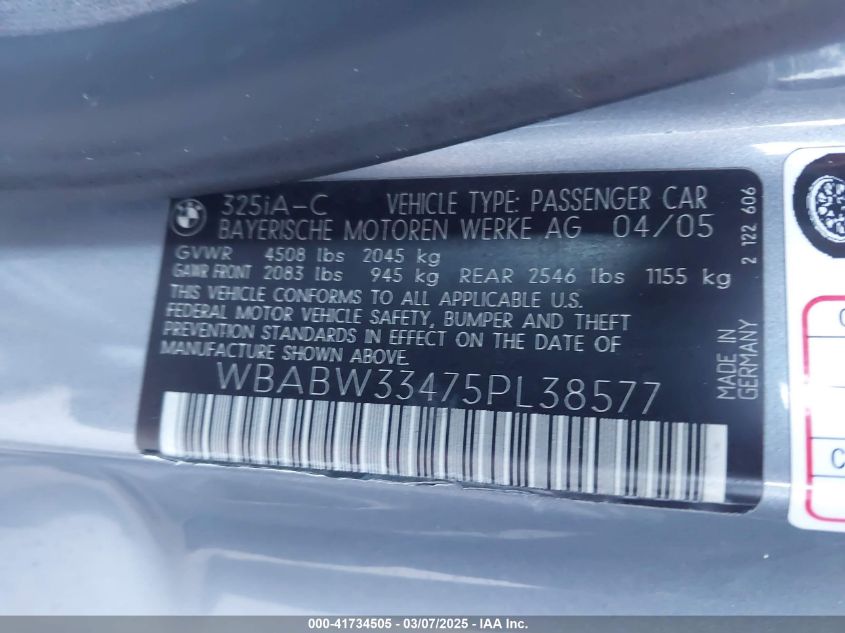 325iA-C VEHICLE TYPE: PASSENGER CAR
BAYERISCHE MOTOREN WERKE AG 04/05
GVWR 4508 lbs 2045 kg
GAWR FRONT 2083 lbs 945 kg REAR 2546 lbs 1155 kg
THIS VEHICLE CONFORMS TO ALL APPLICABLE U.S.
FEDERAL MOTOR VEHICLE SAFETY, BUMPER AND THEFT
PREVENTION STANDARDS IN EFFECT ON THE DATE OF
MANUFACTURE SHOWN ABOVE.
WBABW33475PL38577
MADE IN
GERMANY
2 122 606
000-41734505 - 03/07/2025 - IAA Inc.